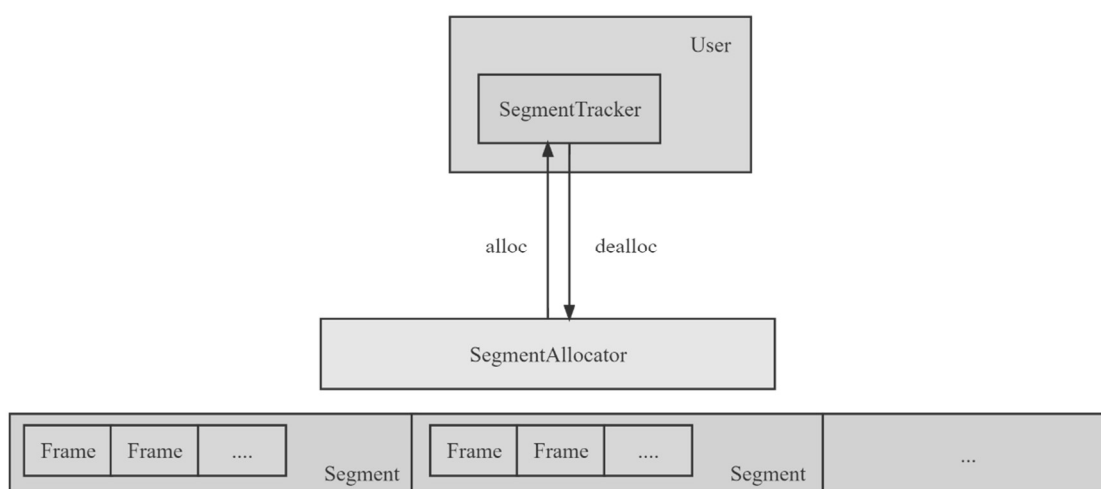 User
SegmentTracker
alloc
dealloc
SegmentAllocator
Frame
Frame
....
Segment
Frame
Frame
....
Segment
...